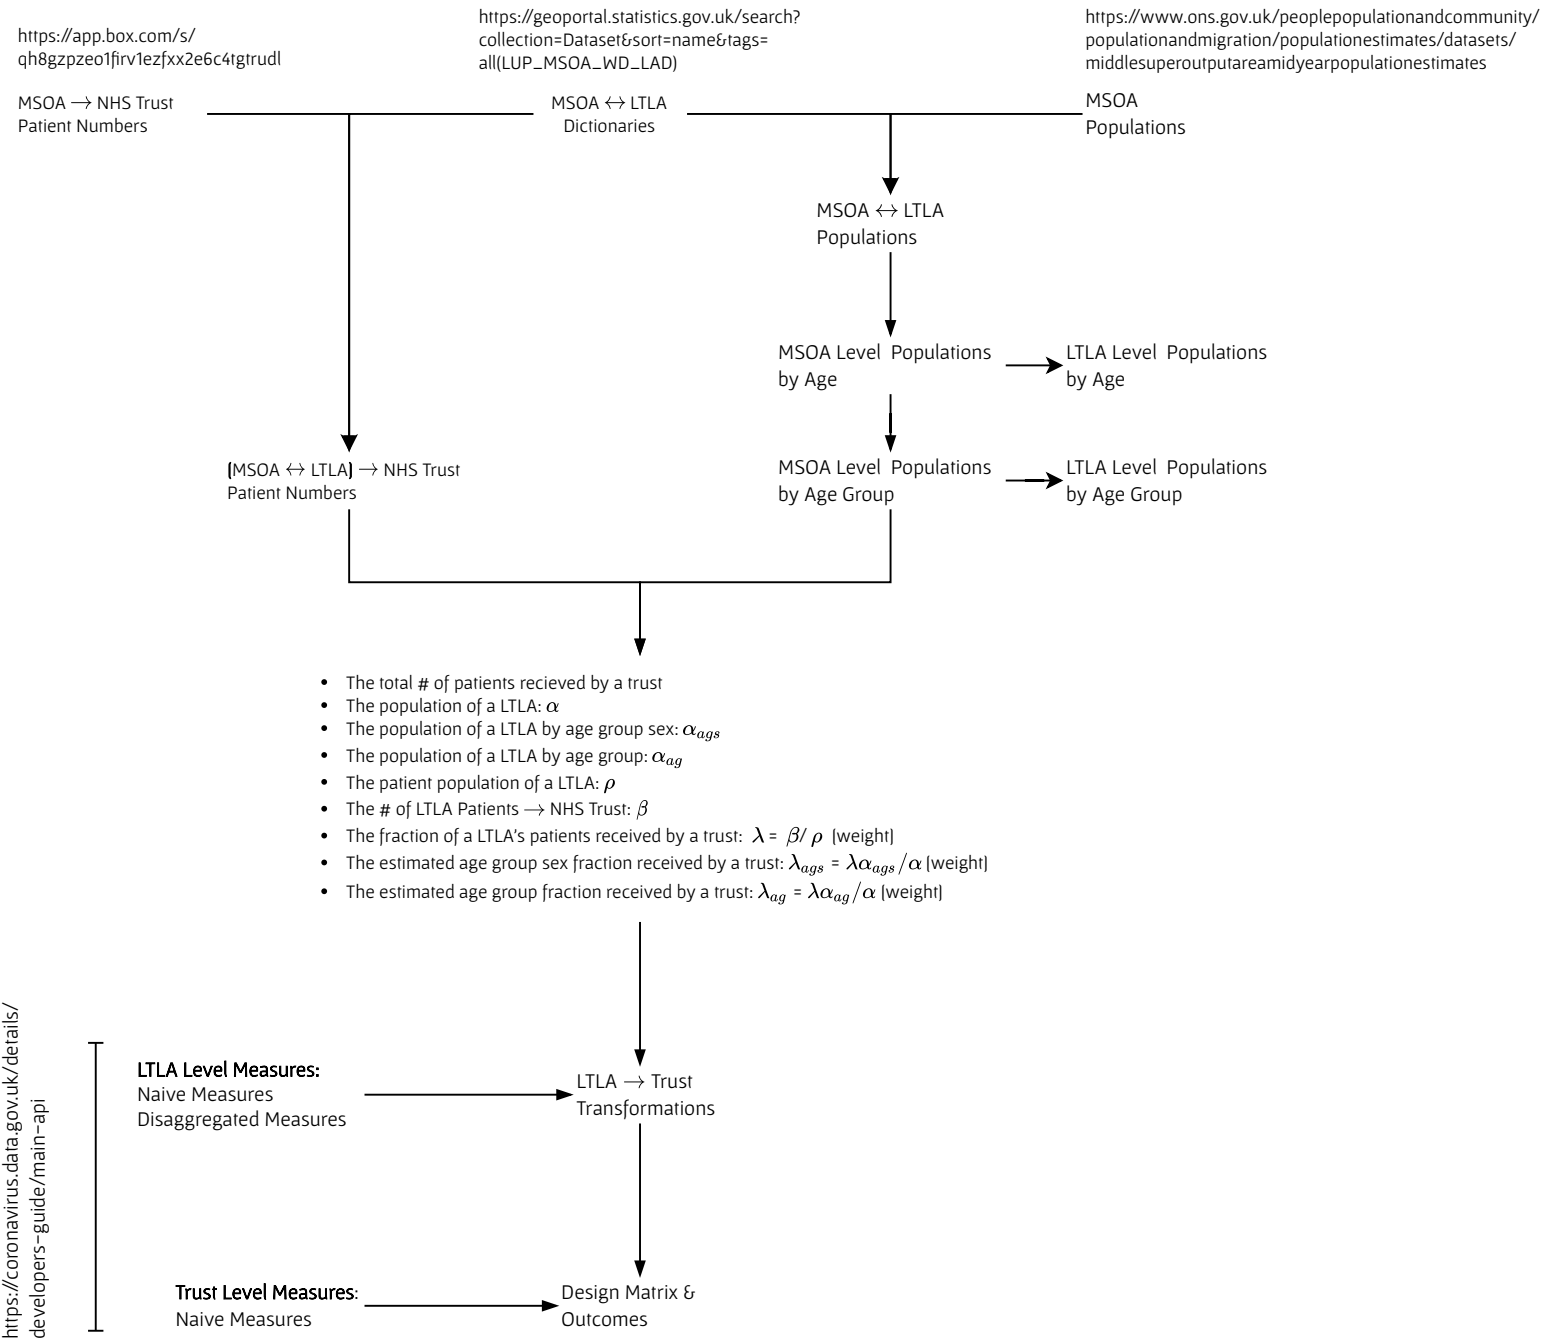 https://app.box.com/s/
qh8gzpzeo1firv1ezfxx2e6c4tgtrudl
https://geoportal.statistics.gov.uk/search?
collection=Dataset&sort=name&tags=
all(LUP_MSOA_WD_LAD)
https://www.ons.gov.uk/peoplepopulationandcommunity/
populationandmigration/populationestimates/datasets/
middlesuperoutputareamidyearpopulationestimates
MSOA → NHS Trust
Patient Numbers
MSOA ↔ LTLA
Dictionaries
MSOA
Populations
MSOA ↔ LTLA
Populations
MSOA Level Populations
by Age
LTLA Level Populations
by Age
(MSOA ↔ LTLA) → NHS Trust
Patient Numbers
MSOA Level Populations
by Age Group
LTLA Level Populations
by Age Group
• The total # of patients recieved by a trust
• The population of a LTLA: α
• The population of a LTLA by age group sex: α_ags
• The population of a LTLA by age group: α_ag
• The patient population of a LTLA: ρ
• The # of LTLA Patients → NHS Trust: β
• The fraction of a LTLA's patients received by a trust: λ = β/ ρ (weight)
• The estimated age group sex fraction received by a trust: λ_ags = λα_ags/α (weight)
• The estimated age group fraction received by a trust: λ_ag = λα_ag/α (weight)
https://coronavirus.data.gov.uk/details/
developers-guide/main-api
LTLA Level Measures:
Naive Measures
Disaggregated Measures
LTLA → Trust
Transformations
Trust Level Measures:
Naive Measures
Design Matrix &
Outcomes